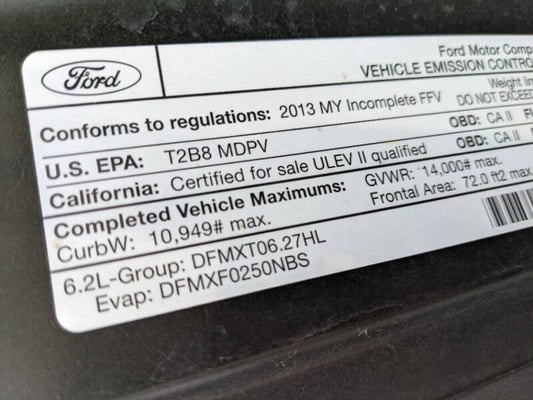 Ford
Ford Motor Comp
VEHICLE EMISSION CONTRO
Conforms to regulations: 2013 MY Incomplete FFV
Weight lim
DO NOT EXCEED
U.S. EPA: T2B8 MDPV
OBD: CA II
California: Certified for sale ULEV II qualified
OBD: CA II
Completed Vehicle Maximums:
GVWR: 14,000# max.
CurbW: 10,949# max.
Frontal Area: 72.0 ft2 max
6.2L-Group: DFMXT06.27HL
Evap: DFMXF0250NBS